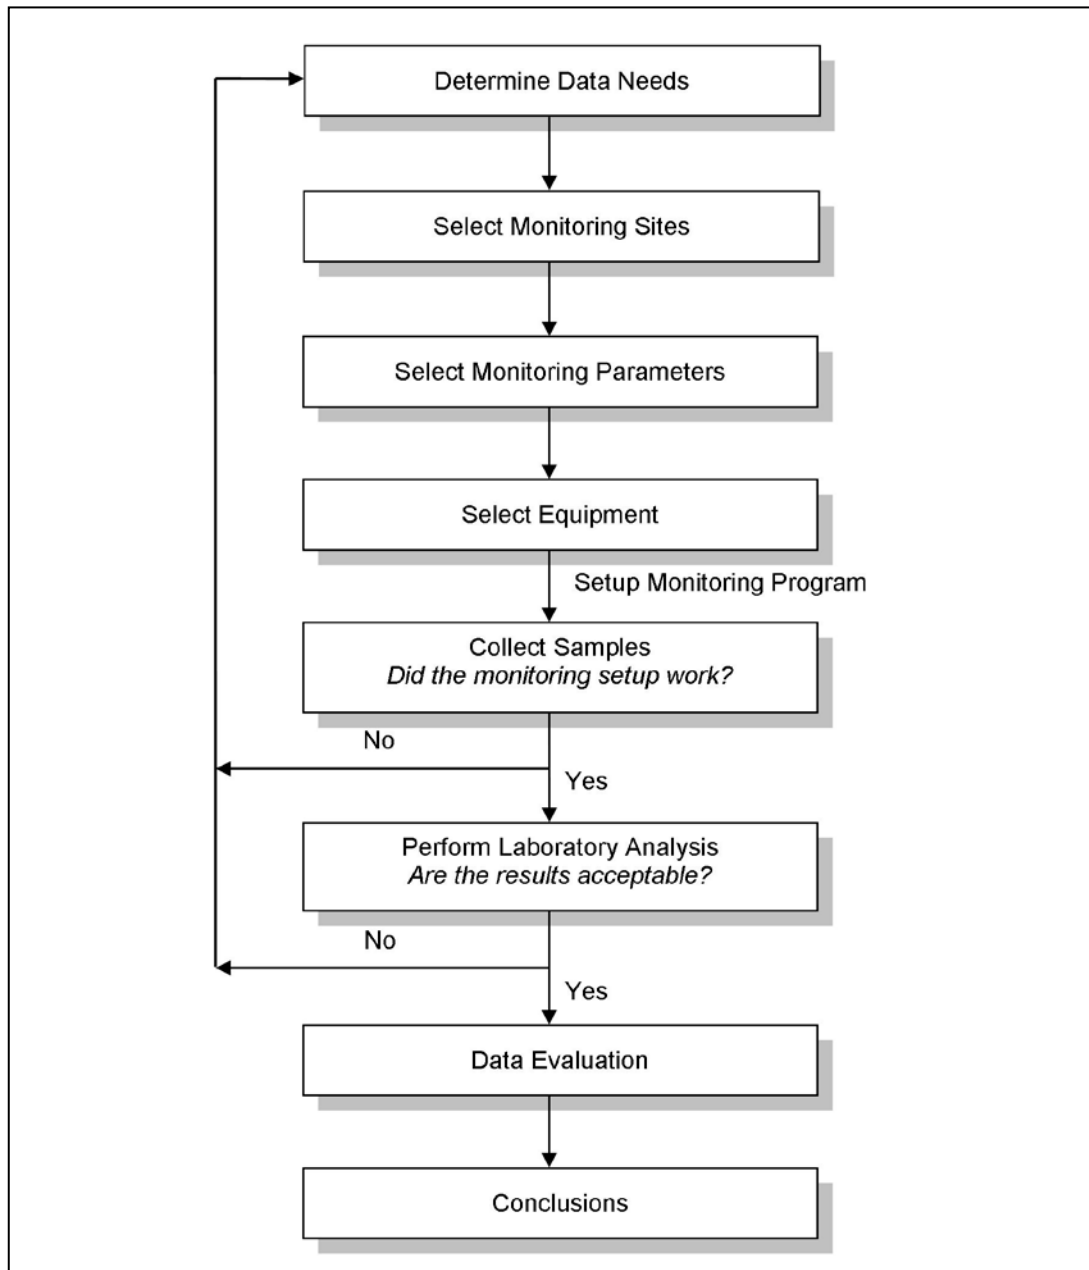 Determine Data Needs
Select Monitoring Sites
Select Monitoring Parameters
Select Equipment
Setup Monitoring Program
Collect Samples
Did the monitoring setup work?
No
Yes
Perform Laboratory Analysis
Are the results acceptable?
No
Yes
Data Evaluation
Conclusions